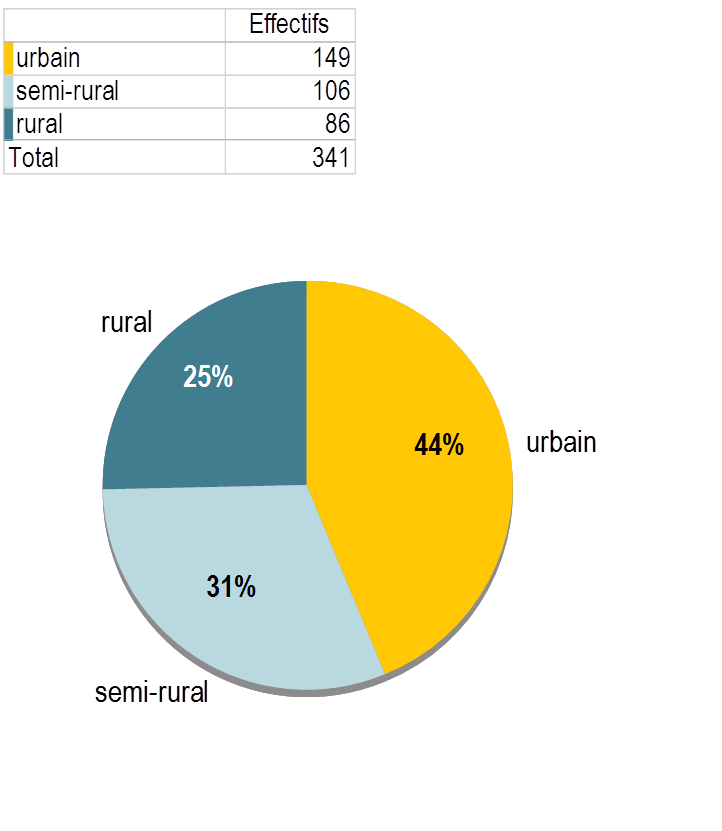 Effectifs
urbain 149
semi-rural 106
rural 86
Total 341
rural
25%
44%
urbain
31%
semi-rural